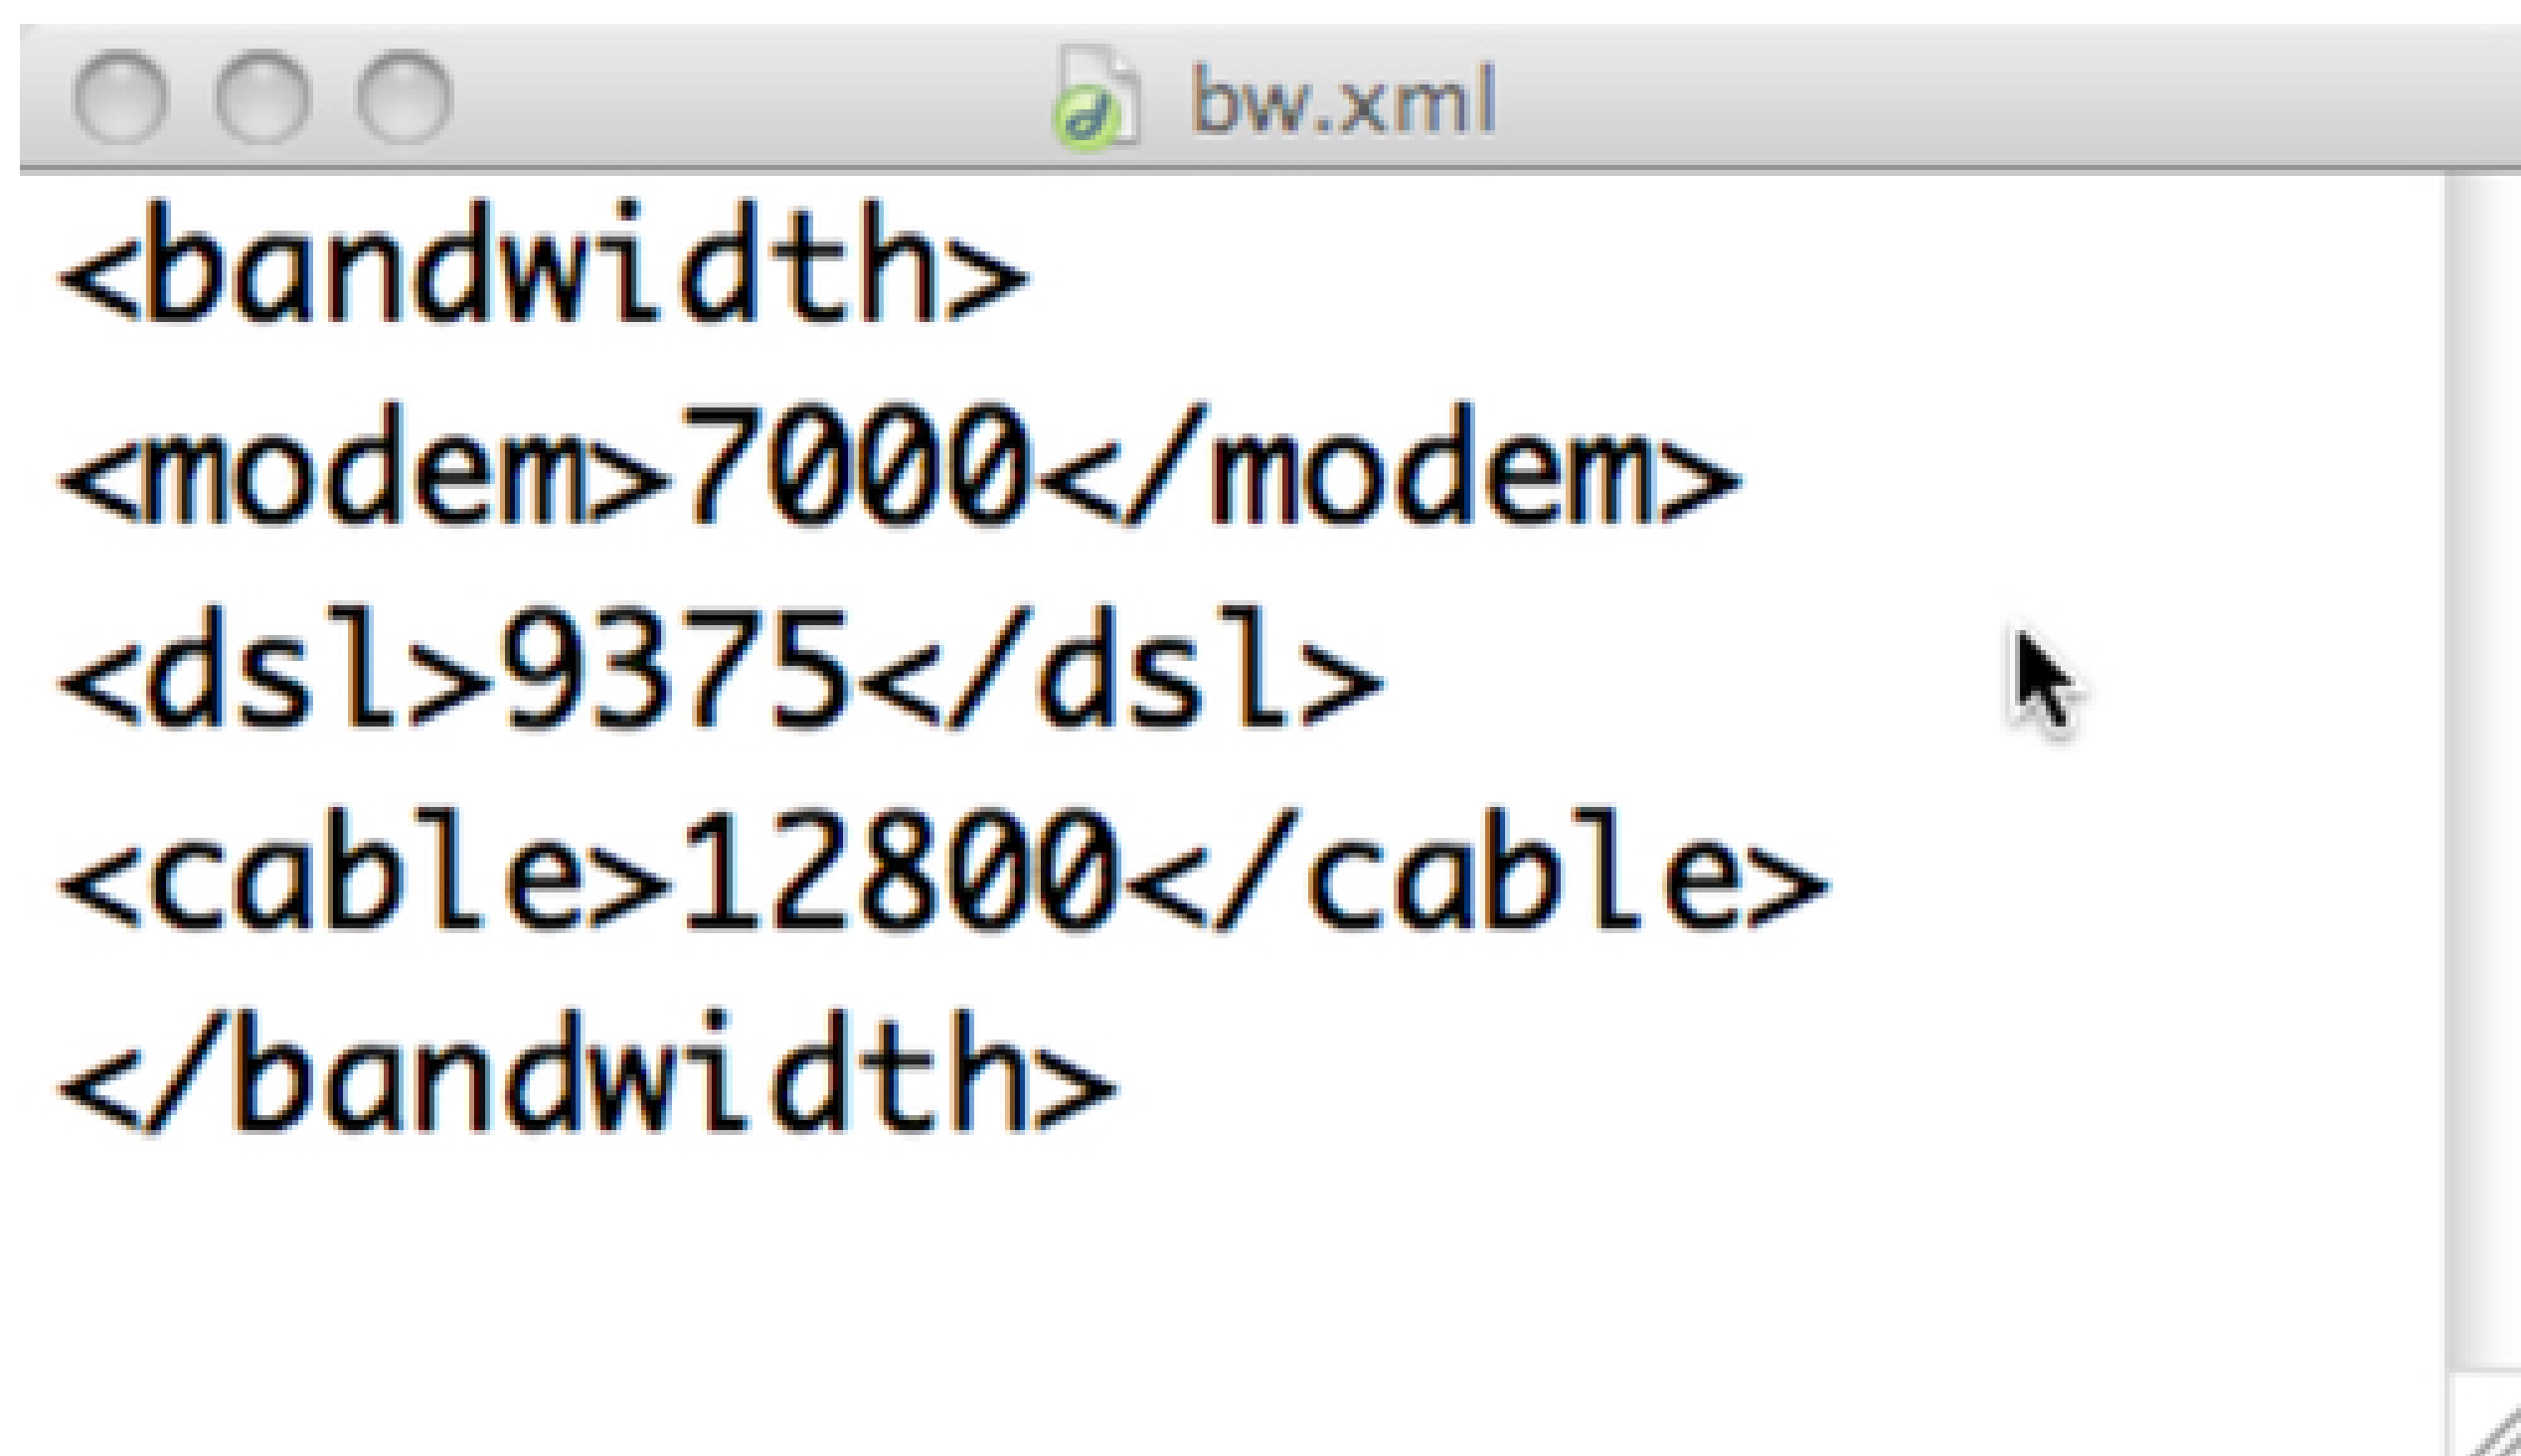 bw.xml
<bandwidth>
<modem>7000</modem>
<dsl>9375</dsl>
<cable>12800</cable>
</bandwidth>